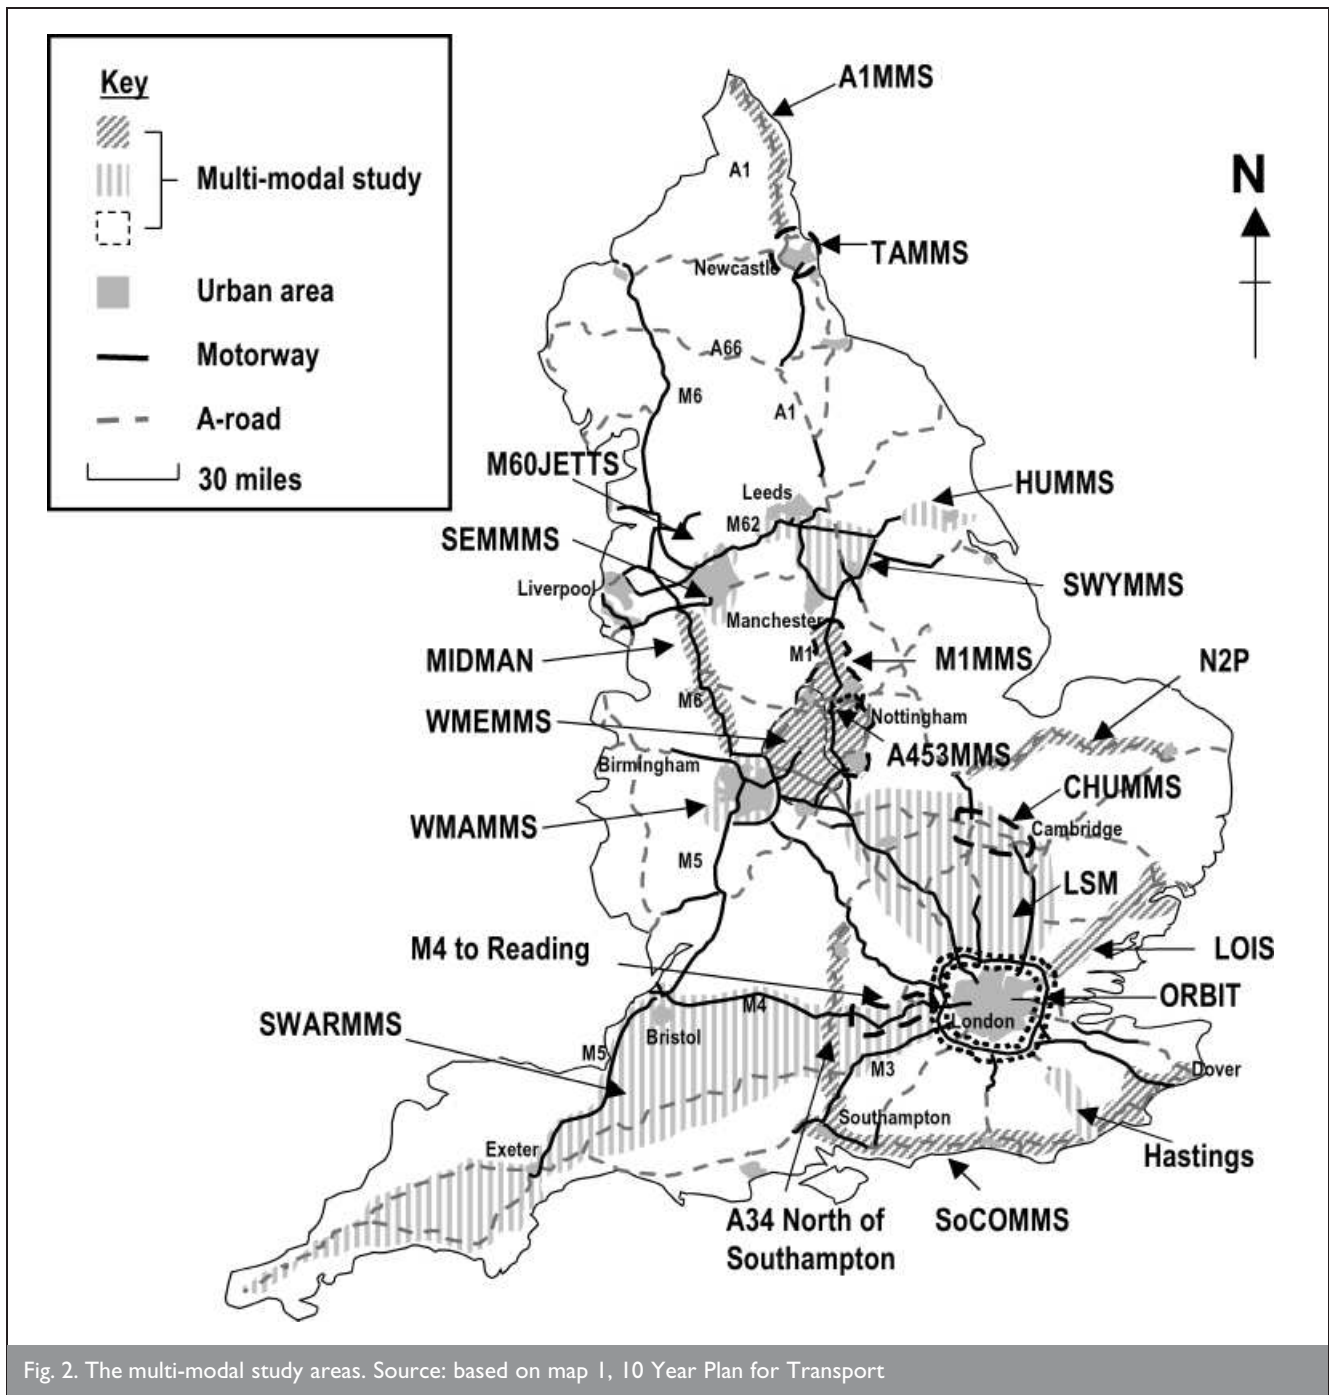 Key
Multi-modal study
Urban area
Motorway
A-road
30 miles
N
A1MMS
A1
TAMMS
Newcastle
A66
M6
A1
M60JETTS
Leeds
HUMMS
M62
SEMMMS
Liverpool
SWYMMS
Manchester
MIDMAN
M1
M1MMS
N2P
M6
WMEMMS
Nottingham
A453MMS
Birmingham
CHUMMS
WMAMMS
Cambridge
M5
LSM
M4 to Reading
LOIS
ORBIT
M4
SWARMMS
Bristol
London
M5
M3
Dover
Southampton
Exeter
Hastings
A34 North of
Southampton
SoCOMMS
Fig. 2. The multi-modal study areas. Source: based on map 1, 10 Year Plan for Transport